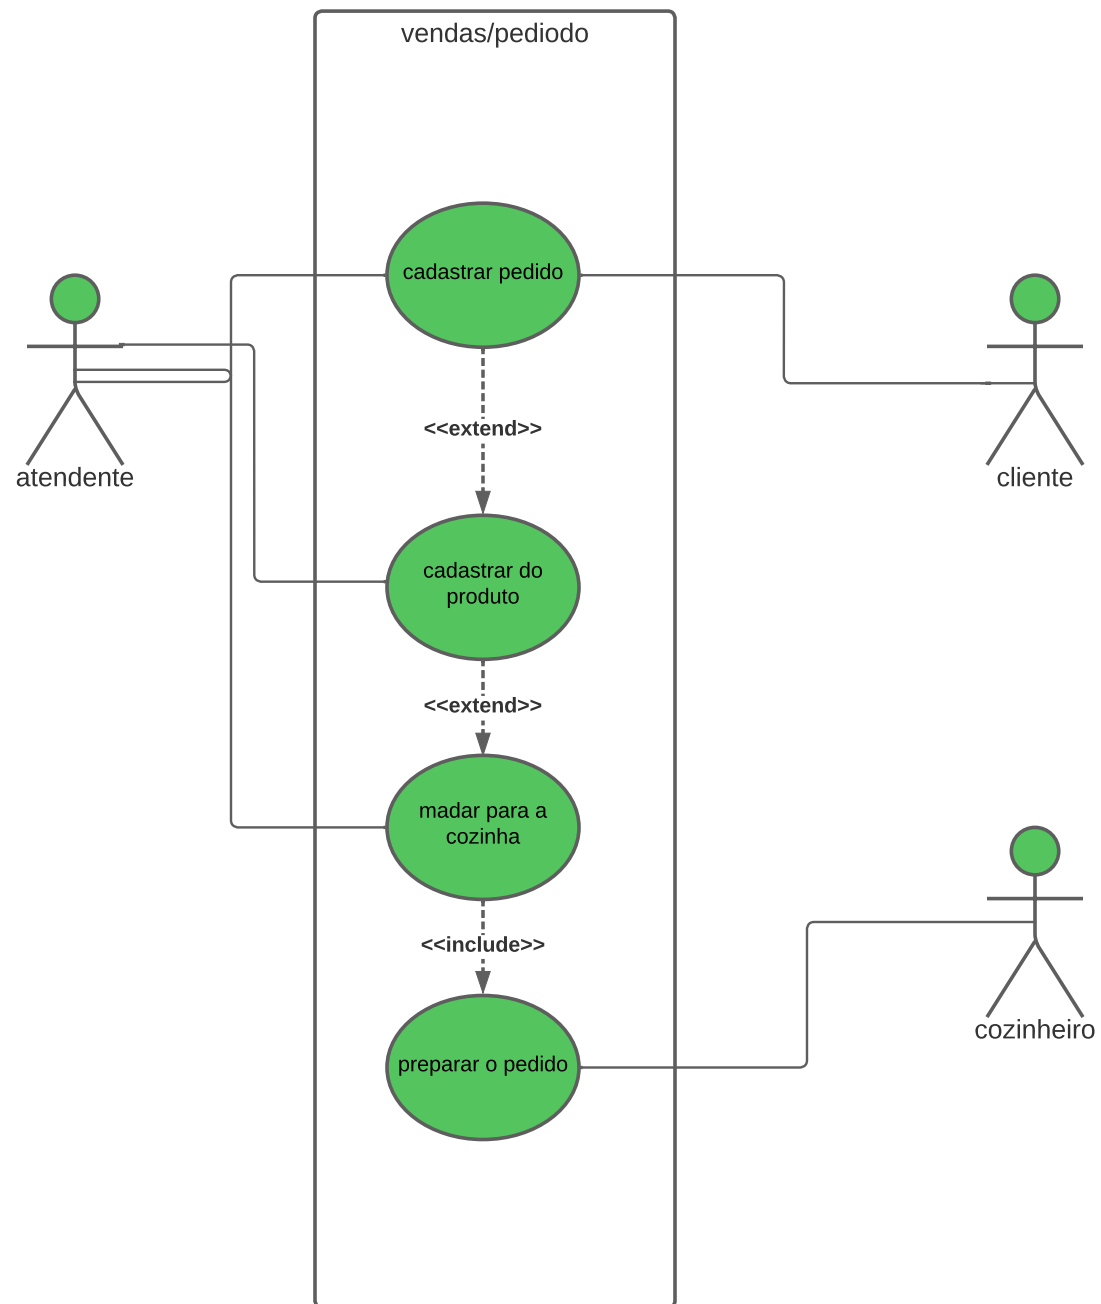 vendas/pediodo
cadastrar pedido
<<extend>>
atendente
cliente
cadastrar do
produto
<<extend>>
madar para a
cozinha
<<include>>
cozinheiro
preparar o pedido